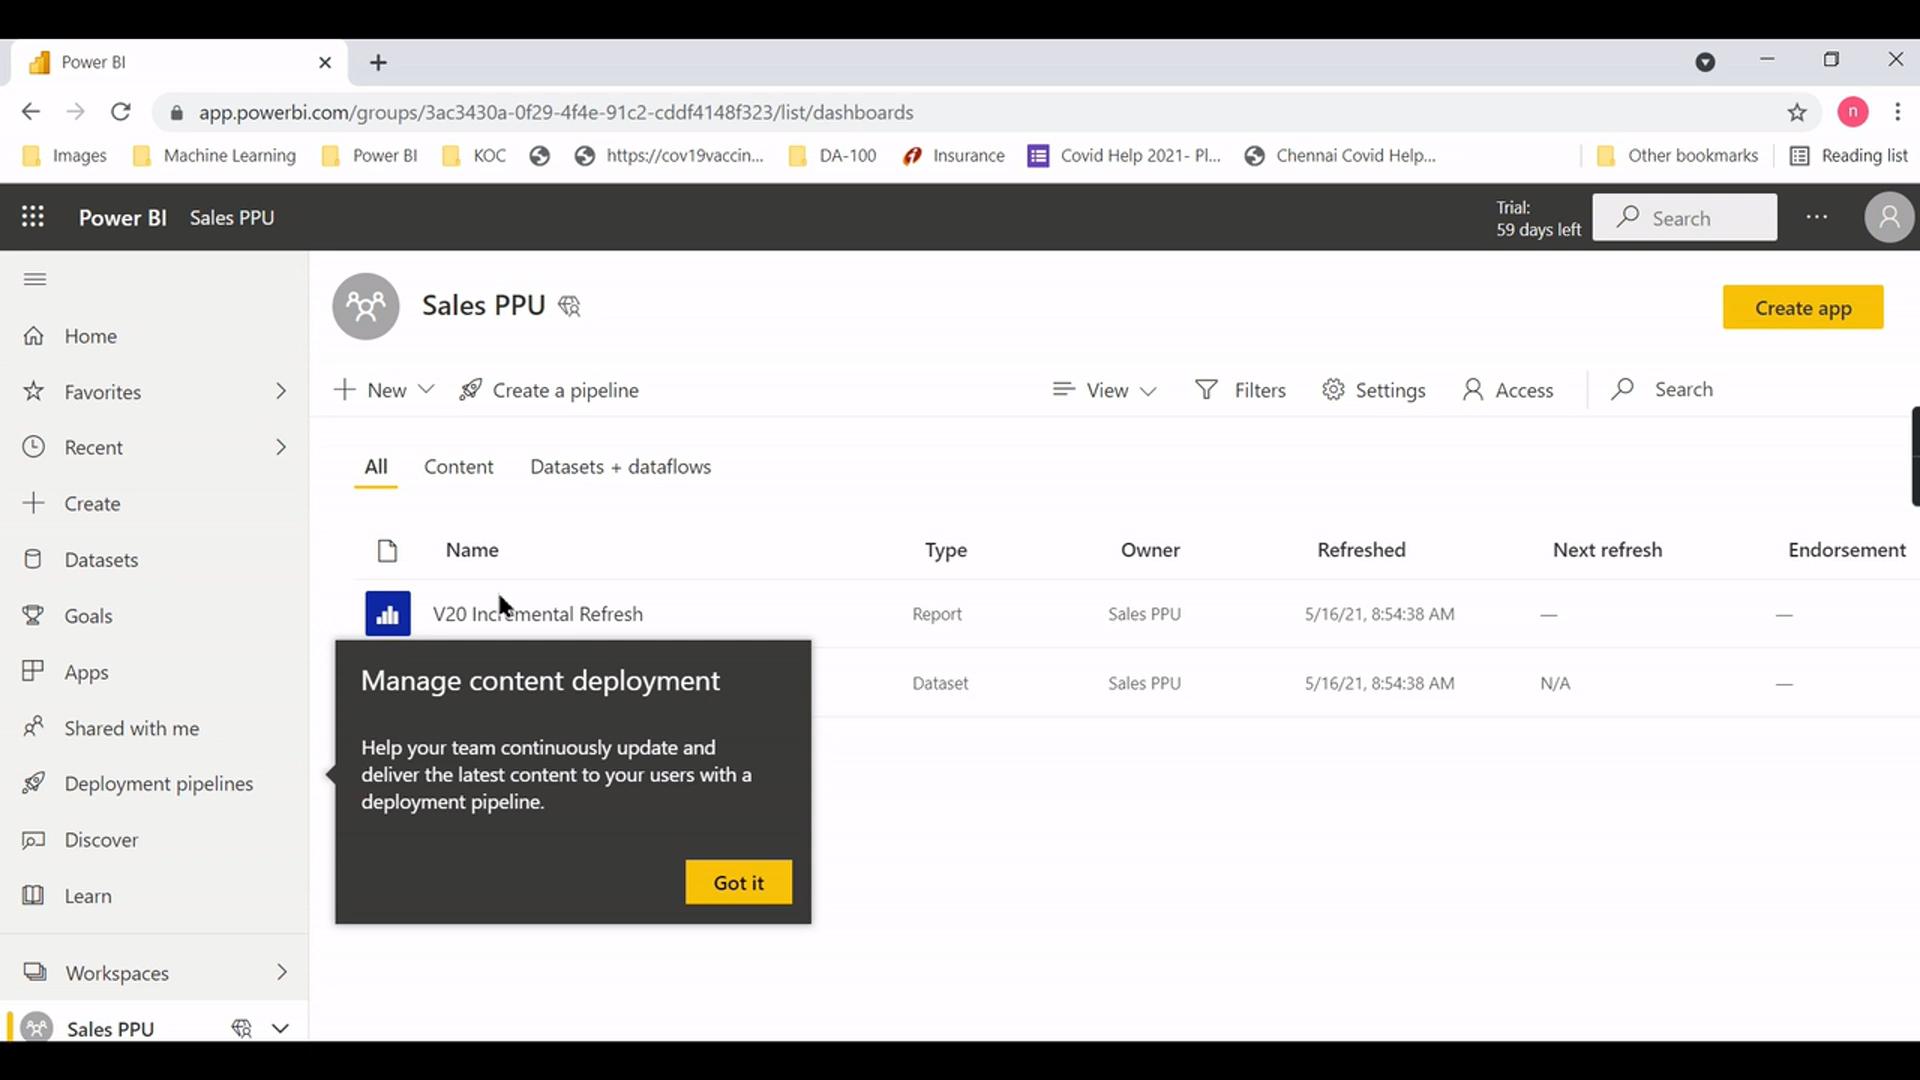 Power BI
app.powerbi.com/groups/3ac3430a-0f29-4f4e-91c2-cddf4148f323/list/dashboards
n
Images
Machine Learning
Power BI
KOC
https://cov19vaccin...
DA-100
Insurance
Covid Help 2021- Pl...
Chennai Covid Help...
Other bookmarks
Reading list
Power BI Sales PPU
Trial:
59 days left
Search
Home
Favorites
Recent
Create
Datasets
Goals
Apps
Shared with me
Deployment pipelines
Discover
Learn
Workspaces
Sales PPU
Sales PPU
Create app
New
Create a pipeline
View
Filters
Settings
Access
Search
All Content Datasets + dataflows
Name Type Owner Refreshed Next refresh Endorsement
V20 Incremental Refresh Report Sales PPU 5/16/21, 8:54:38 AM — —
Dataset Sales PPU 5/16/21, 8:54:38 AM N/A —
Manage content deployment
Help your team continuously update and
deliver the latest content to your users with a
deployment pipeline.
Got it